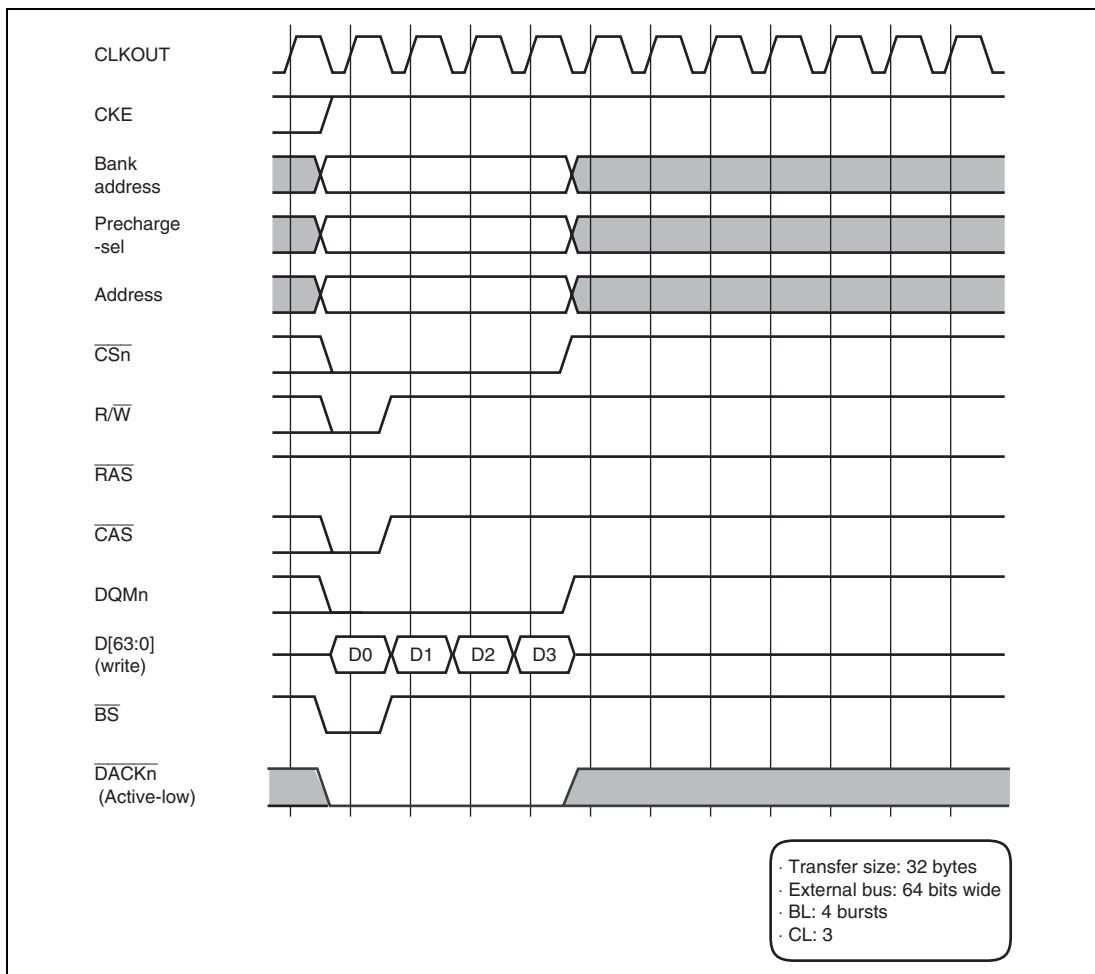 CLKOUT
CKE
Bank
address
Precharge
-sel
Address
CSn
R/W
RAS
CAS
DQMn
D[63:0]
(write)
D0 D1 D2 D3
BS
DACKn
(Active-low)
· Transfer size: 32 bytes
· External bus: 64 bits wide
· BL: 4 bursts
· CL: 3